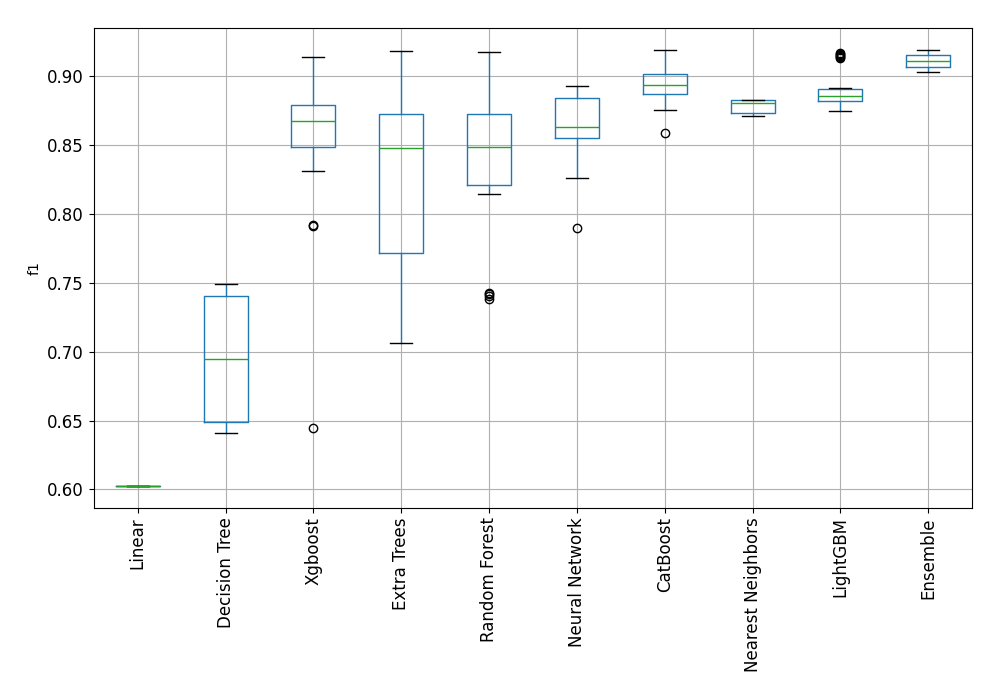 0.90
0.85
0.80
0.75
0.70
0.65
0.60
f1
Linear
Decision Tree
Xgboost
Extra Trees
Random Forest
Neural Network
CatBoost
Nearest Neighbors
LightGBM
Ensemble